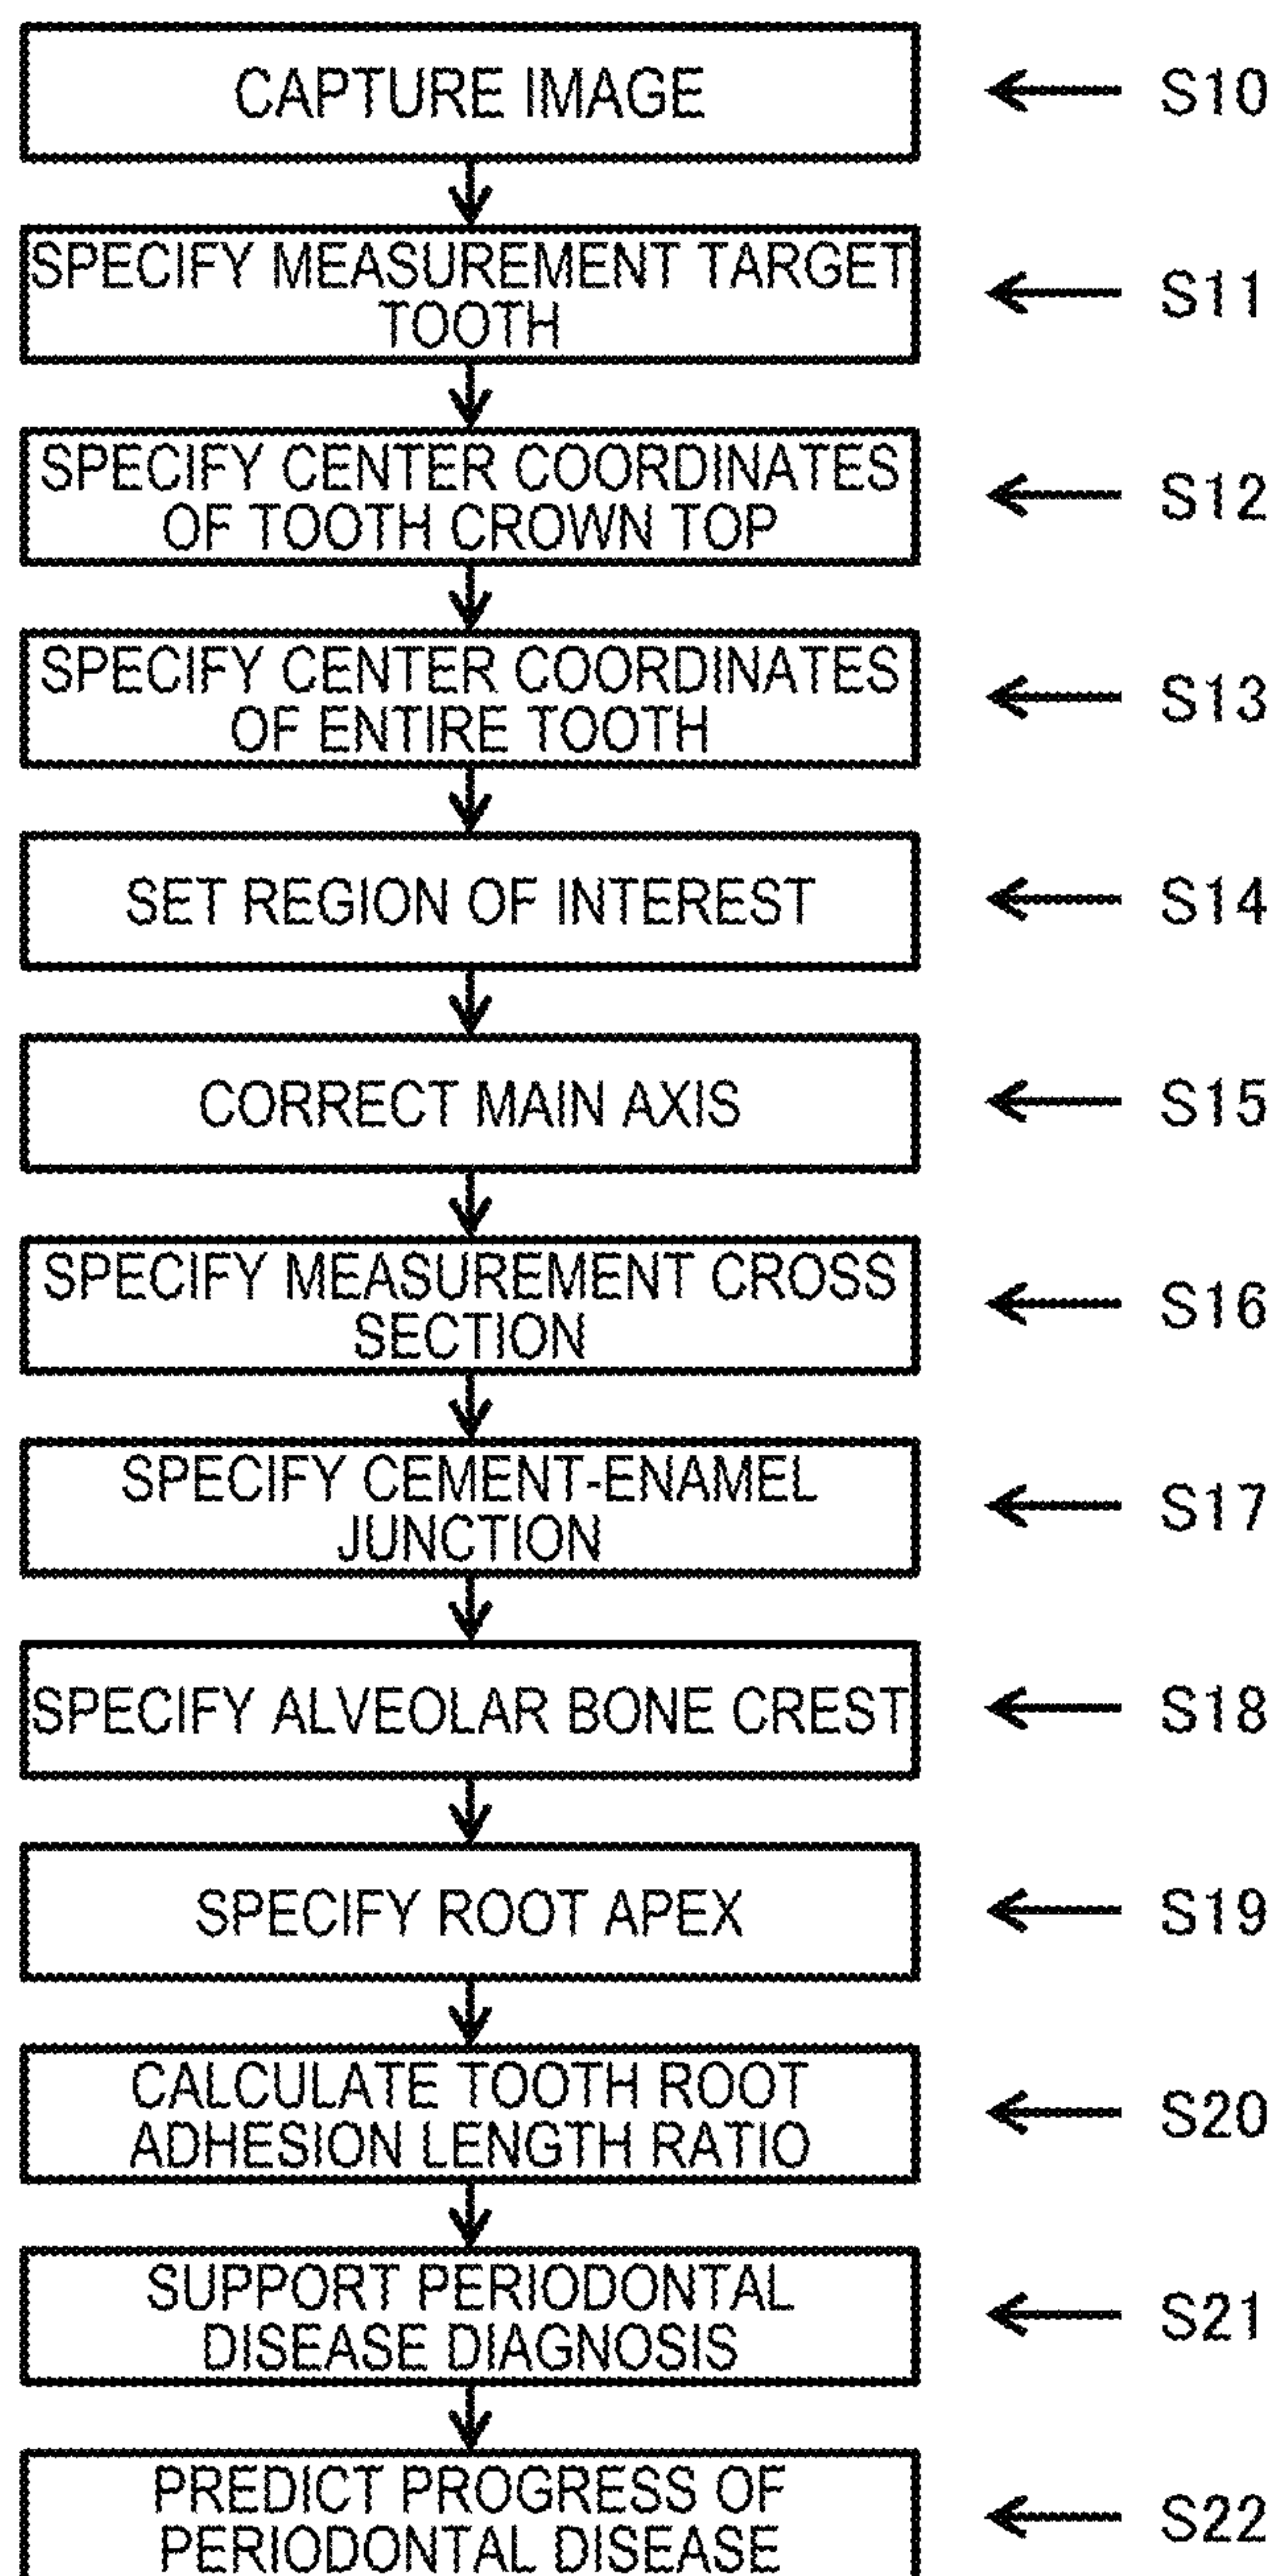 CAPTURE IMAGE
S10
SPECIFY MEASUREMENT TARGET
TOOTH
S11
SPECIFY CENTER COORDINATES
OF TOOTH CROWN TOP
S12
SPECIFY CENTER COORDINATES
OF ENTIRE TOOTH
S13
SET REGION OF INTEREST
S14
CORRECT MAIN AXIS
S15
SPECIFY MEASUREMENT CROSS
SECTION
S16
SPECIFY CEMENT-ENAMEL
JUNCTION
S17
SPECIFY ALVEOLAR BONE CREST
S18
SPECIFY ROOT APEX
S19
CALCULATE TOOTH ROOT
ADHESION LENGTH RATIO
S20
SUPPORT PERIODONTAL
DISEASE DIAGNOSIS
S21
PREDICT PROGRESS OF
PERIODONTAL DISEASE
S22